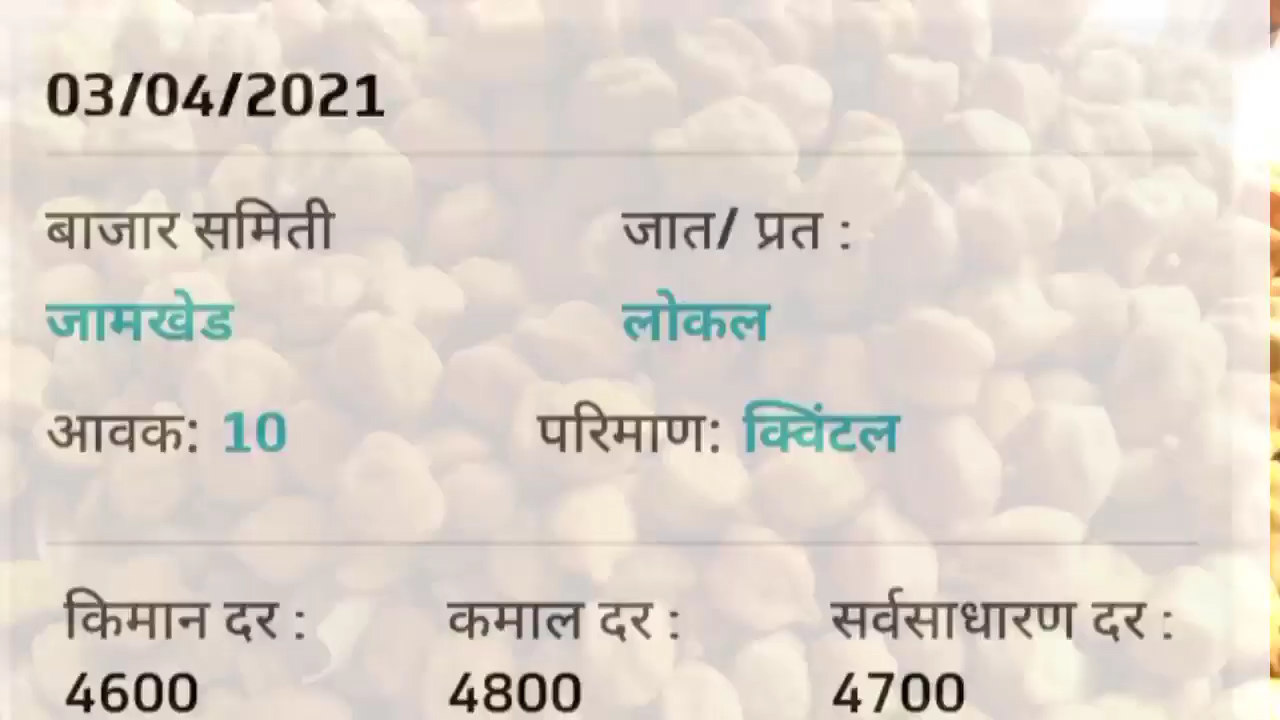 03/04/2021
बाजार समिती जात/ प्रत :
जामखेड लोकल
आवक: 10 परिमाण: क्विंटल
किमान दर : कमाल दर : सर्वसाधारण दर :
4600 4800 4700